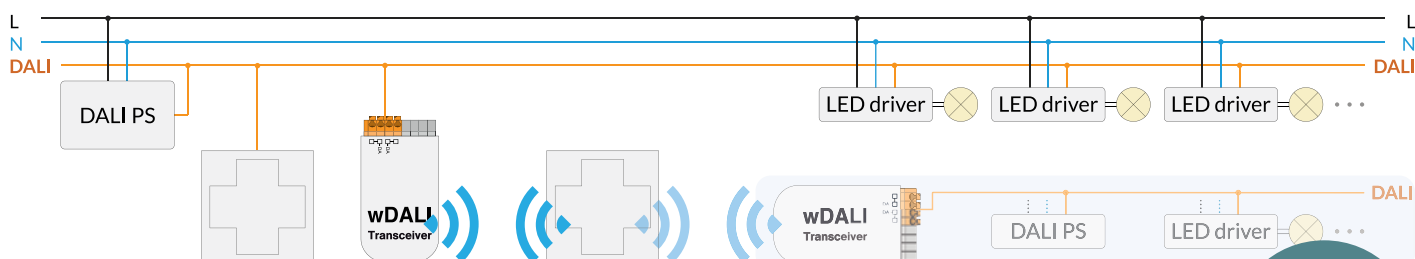 L
L
N
N
DALI
DALI
DALI PS
LED driver
LED driver
LED driver
wDALI
Transceiver
wDALI
Transceiver
DALI
DALI PS
LED driver